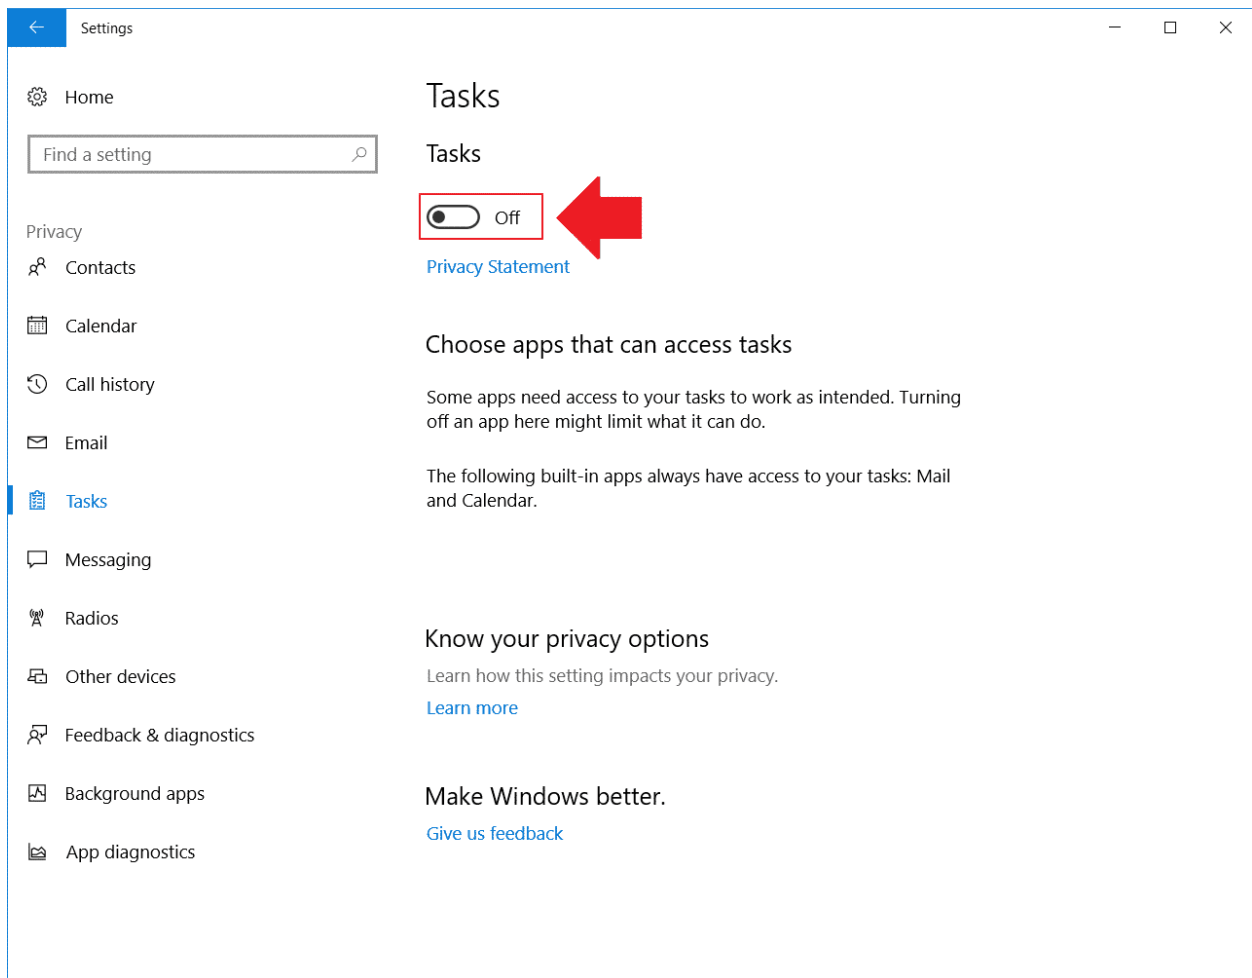 Settings
Home
Find a setting
Privacy
Contacts
Calendar
Call history
Email
Tasks
Messaging
Radios
Other devices
Feedback & diagnostics
Background apps
App diagnostics
Tasks
Tasks
Off
Privacy Statement
Choose apps that can access tasks
Some apps need access to your tasks to work as intended. Turning
off an app here might limit what it can do.
The following built-in apps always have access to your tasks: Mail
and Calendar.
Know your privacy options
Learn how this setting impacts your privacy.
Learn more
Make Windows better.
Give us feedback